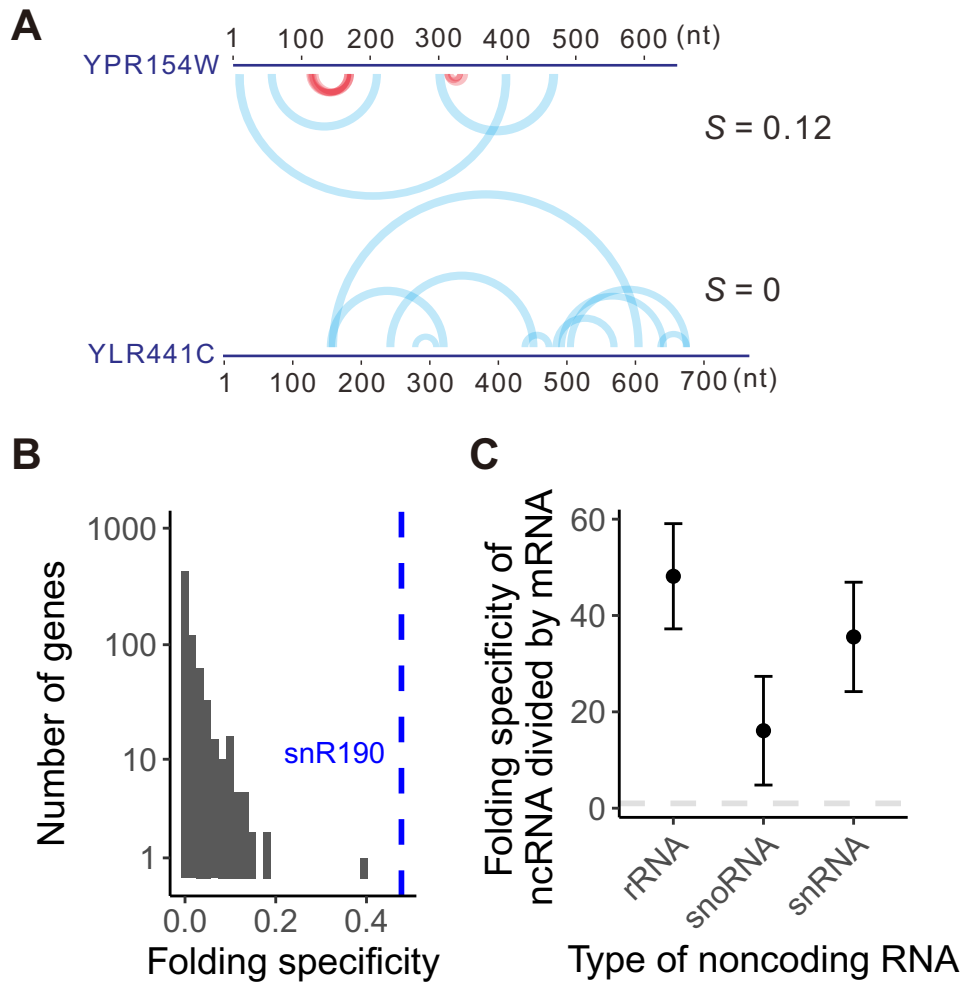 A
1 100 200 300 400 500 600 (nt)
YPR154W
S = 0.12
S = 0
YLR441C
1 100 200 300 400 500 600 700 (nt)
B
Number of genes
1000
100
10
1
snR190
0.0 0.2 0.4
Folding specificity
C
Folding specificity of
ncRNA divided by mRNA
60
40
20
0
rRNA
snoRNA
snRNA
Type of noncoding RNA